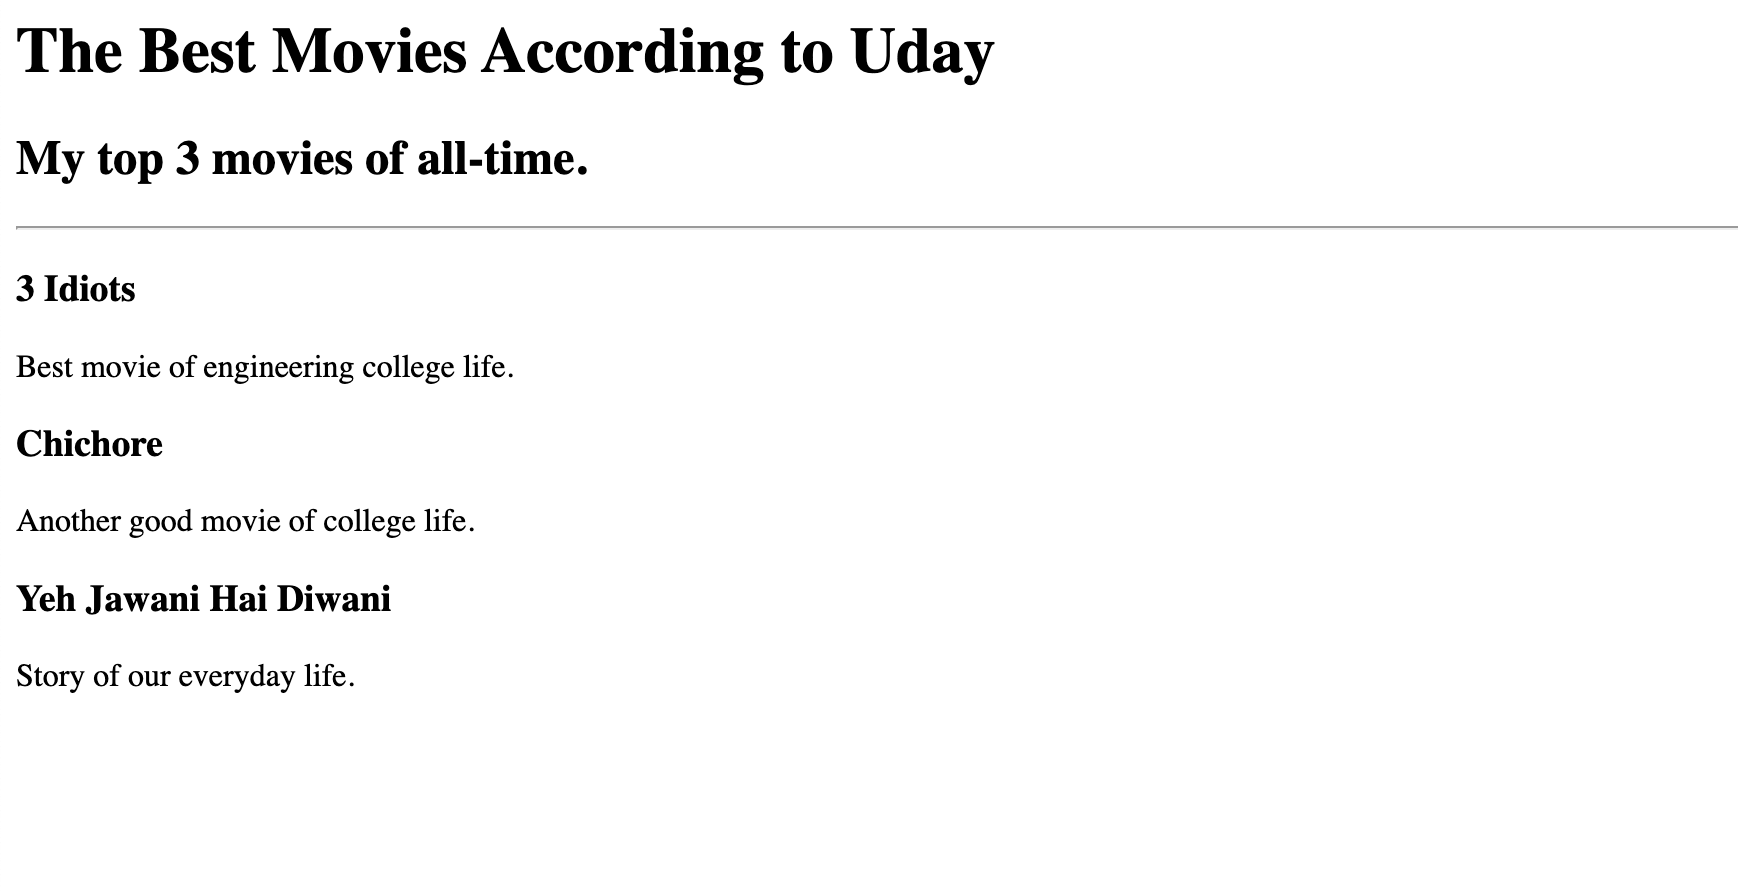 The Best Movies According to Uday
My top 3 movies of all-time.
3 Idiots
Best movie of engineering college life.
Chichore
Another good movie of college life.
Yeh Jawani Hai Diwani
Story of our everyday life.